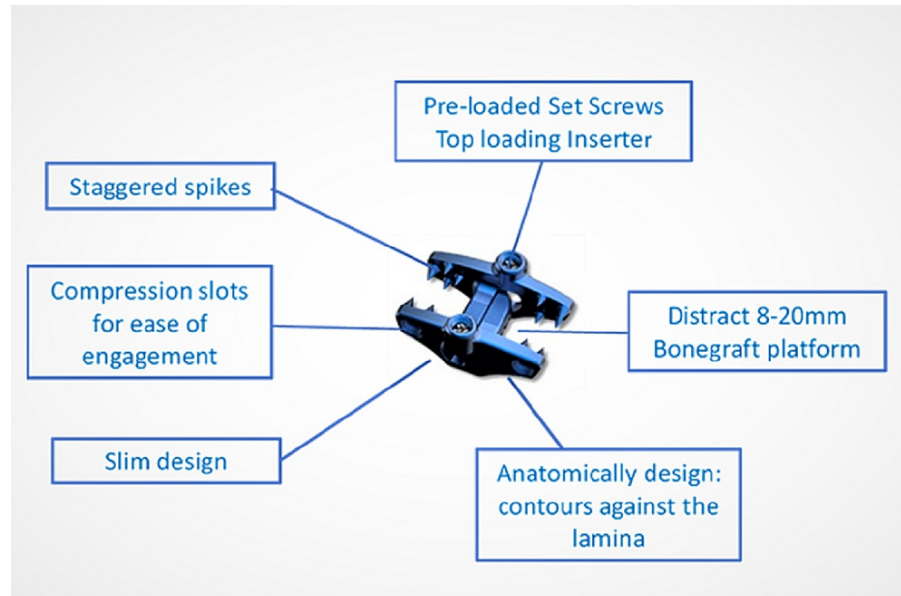 Pre-loaded Set Screws
Top loading Inserter
Staggered spikes
Compression slots
for ease of
engagement
Distract 8-20mm
Bonegraft platform
Slim design
Anatomically design:
contours against the
lamina